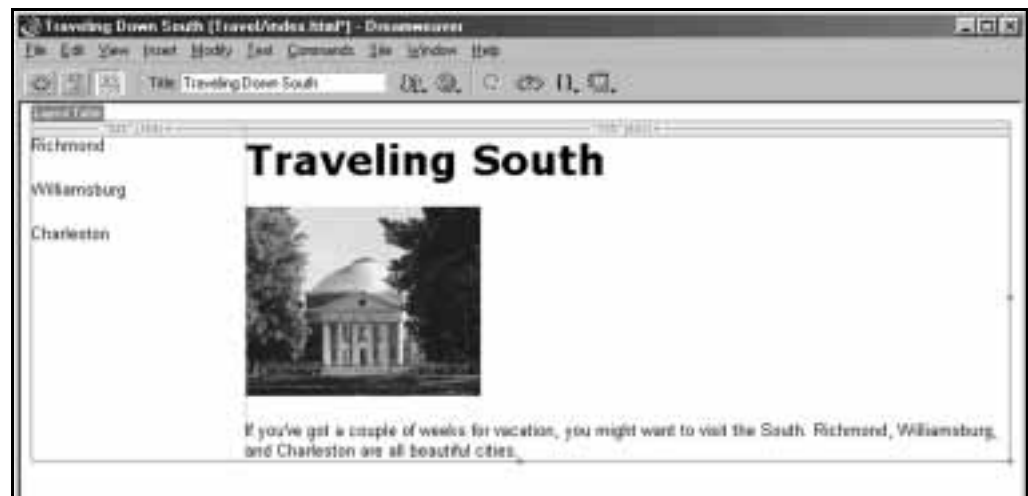 Traveling Down South (Travel/index.html*) - Dreamweaver
File Edit View Insert Modify Text Commands Site Window Help
Title: Traveling Down South
Layout Table
Richmond
Traveling South
Williamsburg
Charleston
If you've got a couple of weeks for vacation, you might want to visit the South. Richmond, Williamsburg,
and Charleston are all beautiful cities.